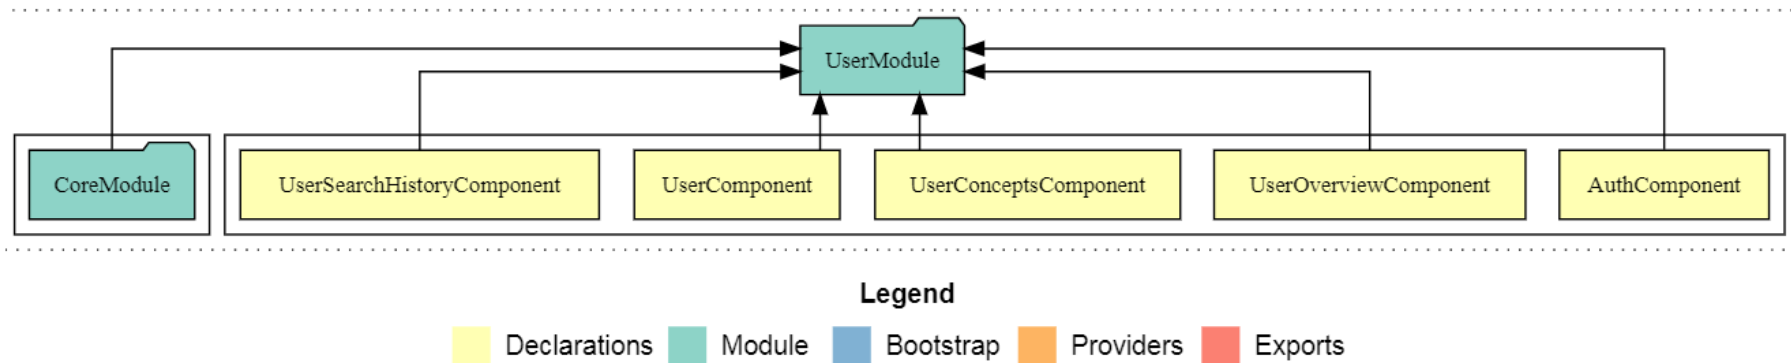 UserModule
CoreModule
UserSearchHistoryComponent
UserComponent
UserConceptsComponent
UserOverviewComponent
AuthComponent
Legend
Declarations
Module
Bootstrap
Providers
Exports